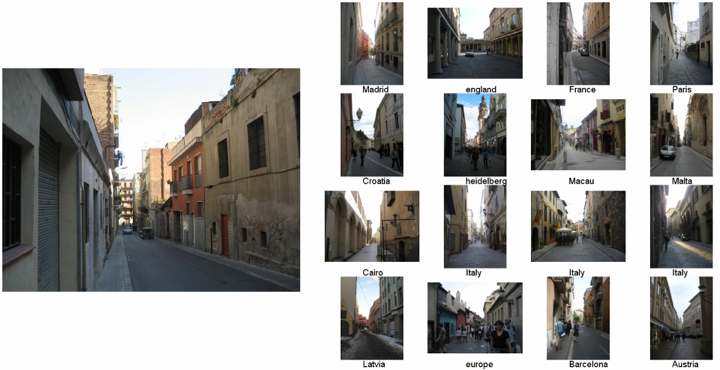 Madrid
england
France
Paris
Croatia
heidelberg
Macau
Malta
Cairo
Italy
Italy
Italy
Latvia
europe
Barcelona
Austria